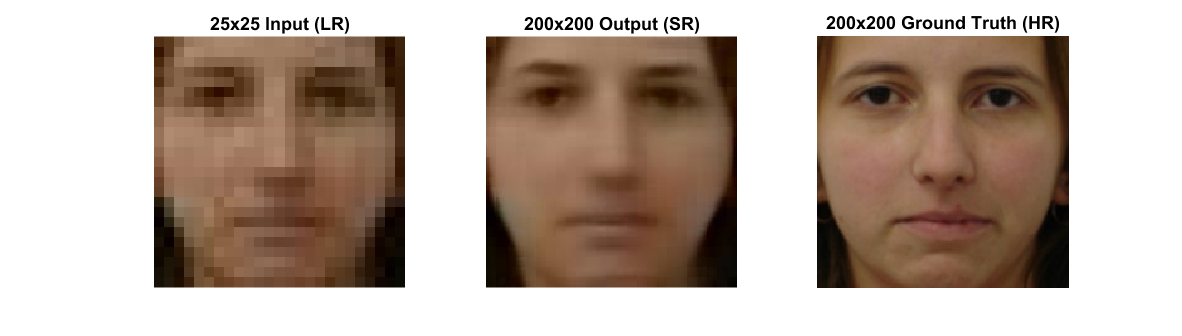 25x25 Input (LR)
200x200 Output (SR)
200x200 Ground Truth (HR)